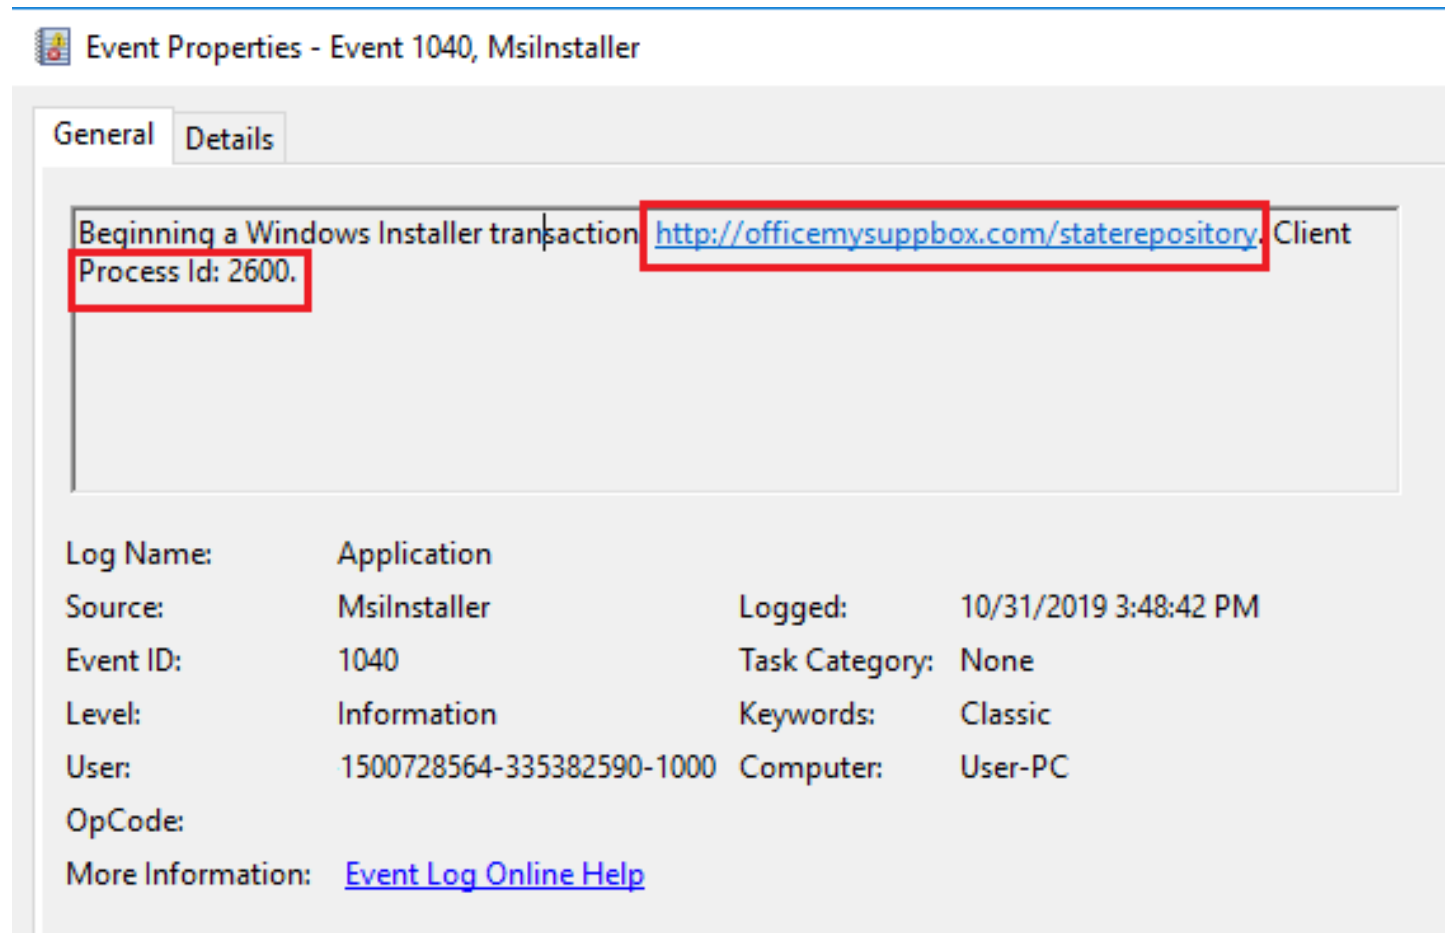 Event Properties - Event 1040, MsiInstaller
General Details
Beginning a Windows Installer transaction http://officemysuppbox.com/staterepository. Client
Process Id: 2600.
Log Name: Application
Source: MsiInstaller Logged: 10/31/2019 3:48:42 PM
Event ID: 1040 Task Category: None
Level: Information Keywords: Classic
User: 1500728564-335382590-1000 Computer: User-PC
OpCode:
More Information: Event Log Online Help